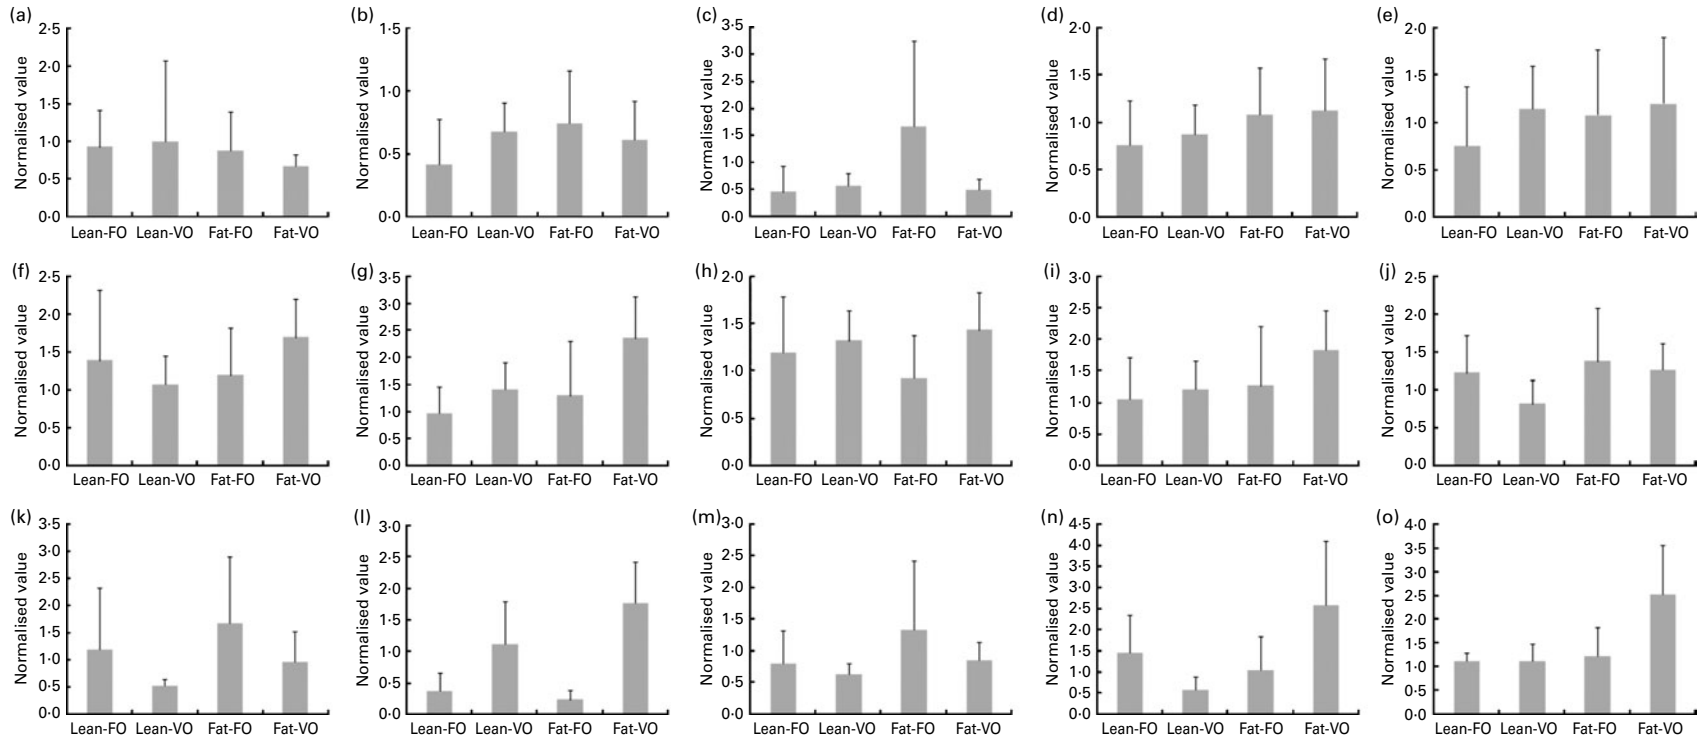 (a)
Normalised value
2·5
2·0
1·5
1·0
0·5
0·0
Lean-FO Lean-VO Fat-FO Fat-VO
(b)
Normalised value
1·5
1·0
0·5
0·0
Lean-FO Lean-VO Fat-FO Fat-VO
(c)
Normalised value
3·5
3·0
2·5
2·0
1·5
1·0
0·5
0·0
Lean-FO Lean-VO Fat-FO Fat-VO
(d)
Normalised value
2·0
1·5
1·0
0·5
0·0
Lean-FO Lean-VO Fat-FO Fat-VO
(e)
Normalised value
2·0
1·5
1·0
0·5
0·0
Lean-FO Lean-VO Fat-FO Fat-VO
(f)
Normalised value
2·5
2·0
1·5
1·0
0·5
0·0
Lean-FO Lean-VO Fat-FO Fat-VO
(g)
Normalised value
3·5
3·0
2·5
2·0
1·5
1·0
0·5
0·0
Lean-FO Lean-VO Fat-FO Fat-VO
(h)
Normalised value
2·0
1·5
1·0
0·5
0·0
Lean-FO Lean-VO Fat-FO Fat-VO
(i)
Normalised value
3·0
2·5
2·0
1·5
1·0
0·5
0·0
Lean-FO Lean-VO Fat-FO Fat-VO
(j)
Normalised value
2·5
2·0
1·5
1·0
0·5
0·0
Lean-FO Lean-VO Fat-FO Fat-VO
(k)
Normalised value
3·5
3·0
2·5
2·0
1·5
1·0
0·5
0·0
Lean-FO Lean-VO Fat-FO Fat-VO
(l)
Normalised value
3·0
2·5
2·0
1·5
1·0
0·5
0·0
Lean-FO Lean-VO Fat-FO Fat-VO
(m)
Normalised value
3·0
2·5
2·0
1·5
1·0
0·5
0·0
Lean-FO Lean-VO Fat-FO Fat-VO
(n)
Normalised value
4·5
4·0
3·5
3·0
2·5
2·0
1·5
1·0
0·5
0·0
Lean-FO Lean-VO Fat-FO Fat-VO
(o)
Normalised value
4·0
3·5
3·0
2·5
2·0
1·5
1·0
0·5
0·0
Lean-FO Lean-VO Fat-FO Fat-VO